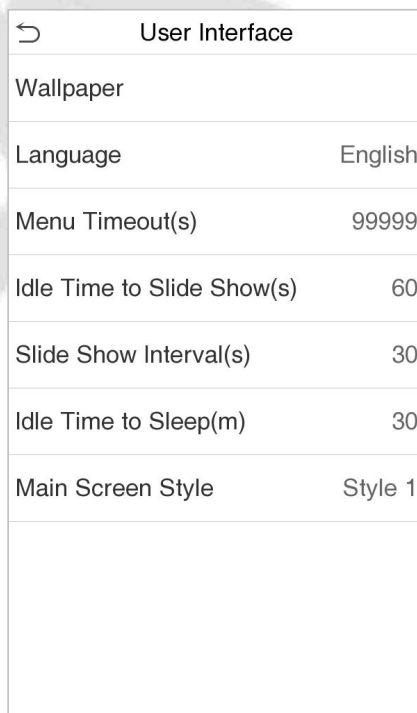 User Interface
Wallpaper
Language English
Menu Timeout(s) 99999
Idle Time to Slide Show(s) 60
Slide Show Interval(s) 30
Idle Time to Sleep(m) 30
Main Screen Style Style 1